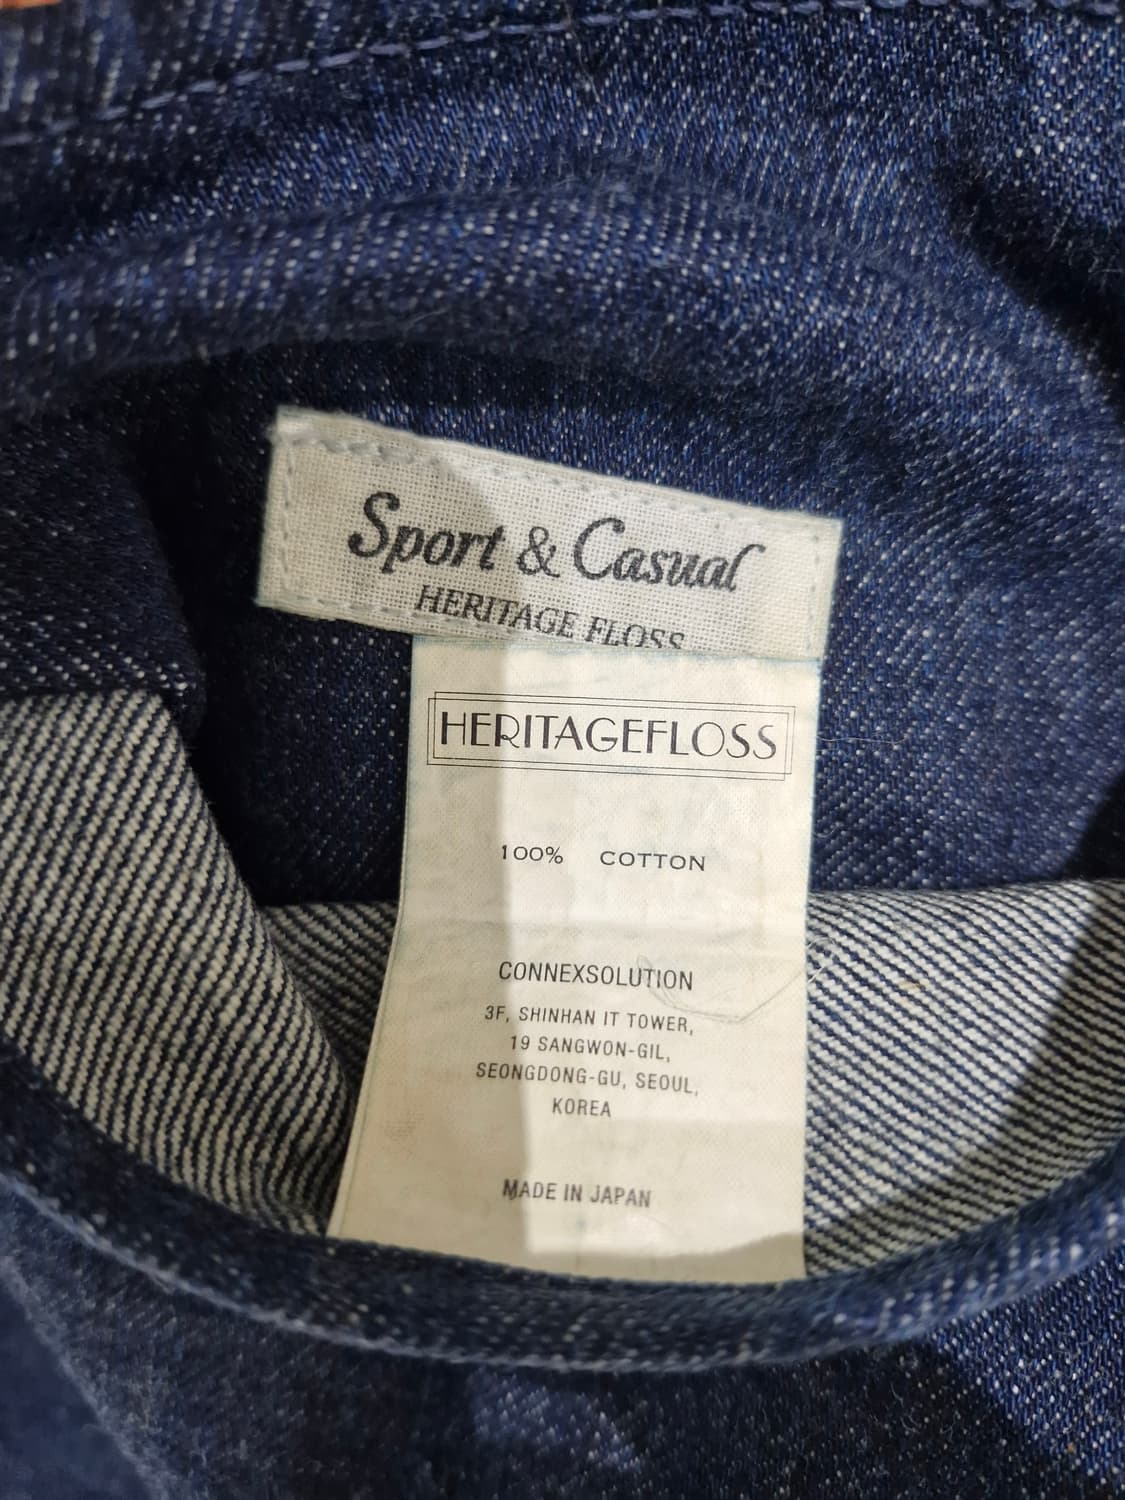 Sport & Casual
HERITAGE FLOSS
HERITAGEFLOSS
100% COTTON
CONNEXSOLUTION
3F, SHINHAN IT TOWER,
19 SANGWON-GIL,
SEONGDONG-GU, SEOUL,
KOREA
MADE IN JAPAN